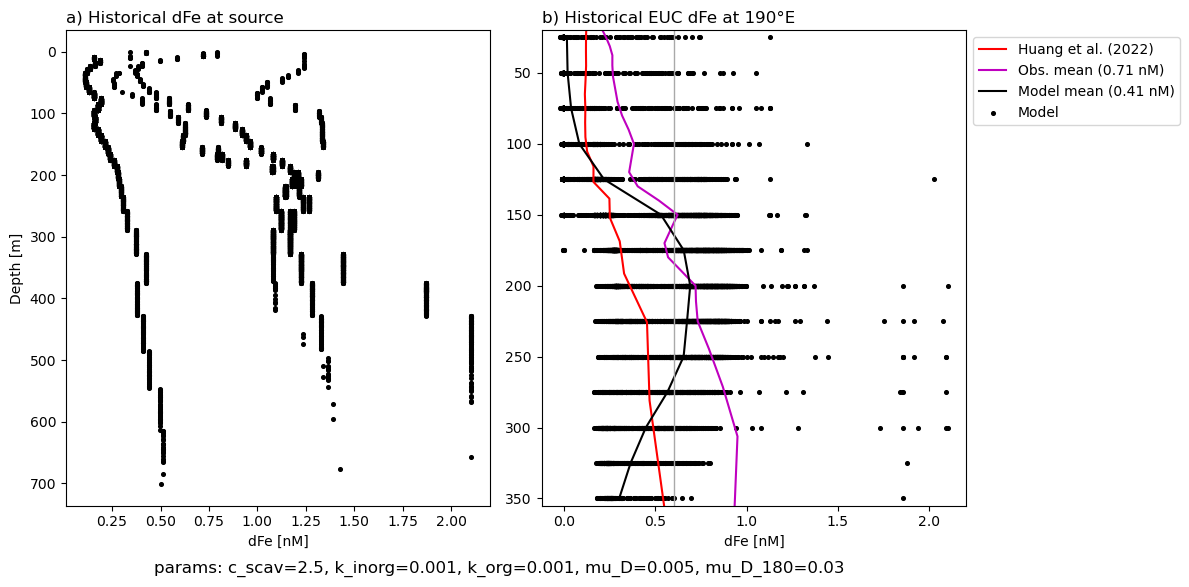 a) Historical dFe at source
b) Historical EUC dFe at 190°E
0
100
200
300
400
500
600
700
Depth [m]
0.25
0.50
0.75
1.00
1.25
1.50
1.75
2.00
dFe [nM]
50
100
150
200
250
300
350
0.0
0.5
1.0
1.5
2.0
dFe [nM]
Huang et al. (2022)
Obs. mean (0.71 nM)
Model mean (0.41 nM)
Model
params: c_scav=2.5, k_inorg=0.001, k_org=0.001, mu_D=0.005, mu_D_180=0.03